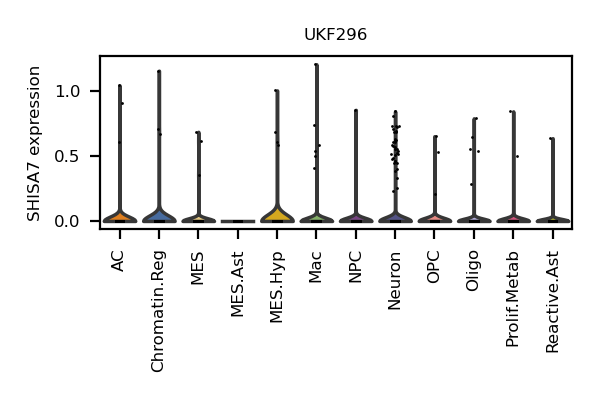 UKF296
SHISA7 expression
1.0
0.5
0.0
AC
Chromatin.Reg
MES
MES.Ast
MES.Hyp
Mac
NPC
Neuron
OPC
Oligo
Prolif.Metab
Reactive.Ast